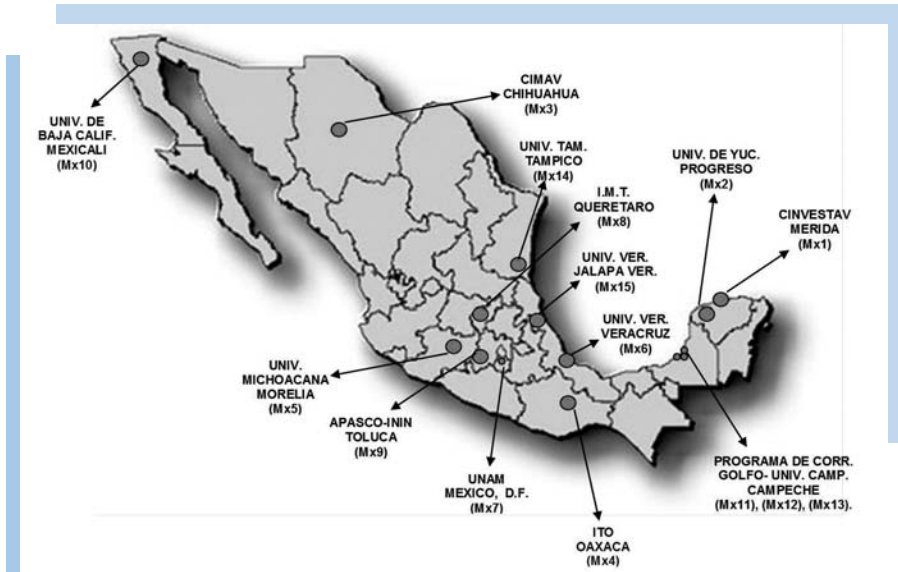 CIMAV
CHIHUAHUA
(Mx3)
UNIV. DE
BAJA CALIF.
MEXICALI
(Mx10)
UNIV. TAM.
TAMPICO
(Mx14)
UNIV. DE YUC.
PROGRESO
(Mx2)
I.M.T.
QUERETARO
(Mx8)
CINVESTAV
MERIDA
(Mx1)
UNIV. VER.
JALAPA VER.
(Mx15)
UNIV. VER.
VERACRUZ
(Mx6)
UNIV.
MICHOACANA
MORELIA
(Mx5)
APASCO-ININ
TOLUCA
(Mx9)
UNAM
MEXICO, D.F.
(Mx7)
PROGRAMA DE CORR.
GOLFO- UNIV. CAMP.
CAMPECHE
(Mx11), (Mx12), (Mx13).
ITO
OAXACA
(Mx4)